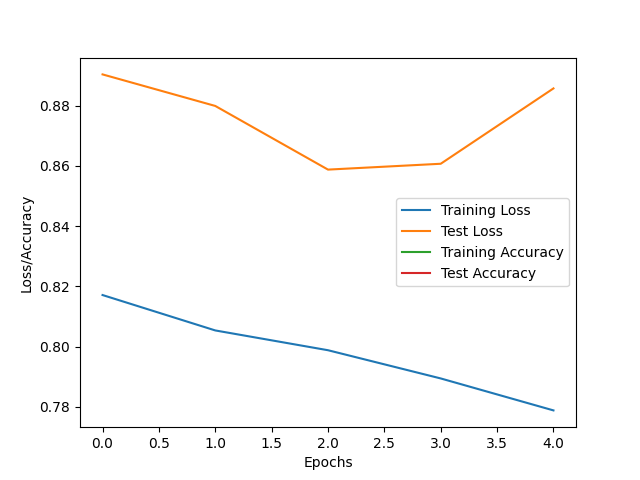 0.88
0.86
0.84
0.82
0.80
0.78
Loss/Accuracy
Training Loss
Test Loss
Training Accuracy
Test Accuracy
0.0 0.5 1.0 1.5 2.0 2.5 3.0 3.5 4.0
Epochs